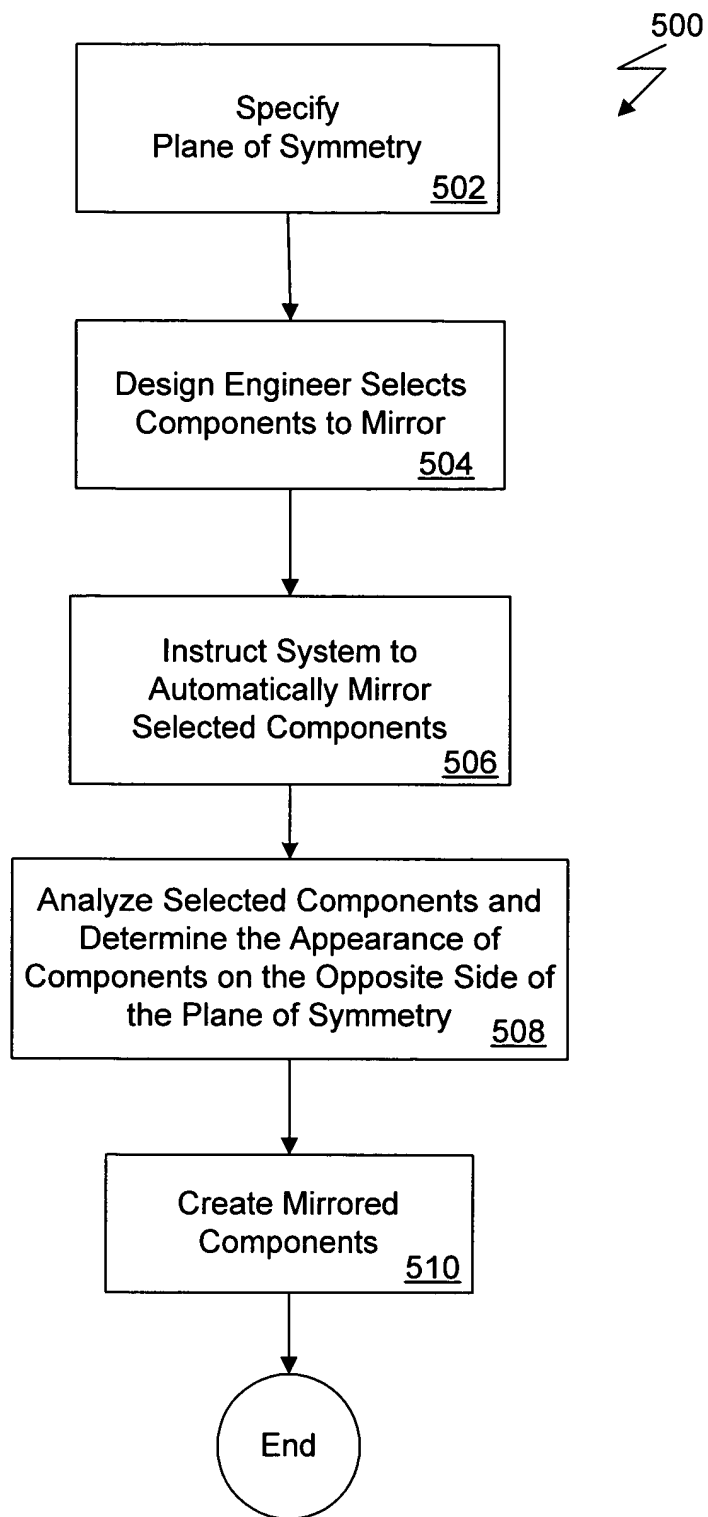 500
Specify
Plane of Symmetry
502
Design Engineer Selects
Components to Mirror
504
Instruct System to
Automatically Mirror
Selected Components
506
Analyze Selected Components and
Determine the Appearance of
Components on the Opposite Side of
the Plane of Symmetry
508
Create Mirrored
Components
510
End